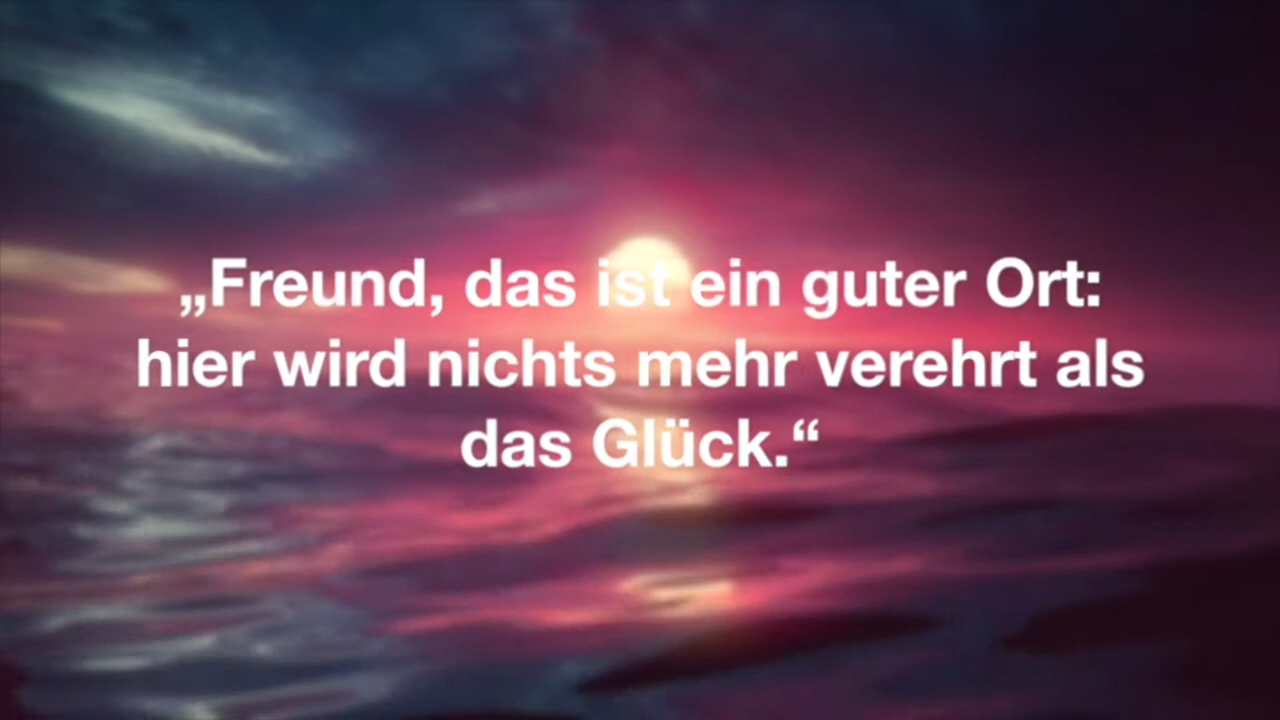 „Freund, das ist ein guter Ort:
hier wird nichts mehr verehrt als
das Glück.“